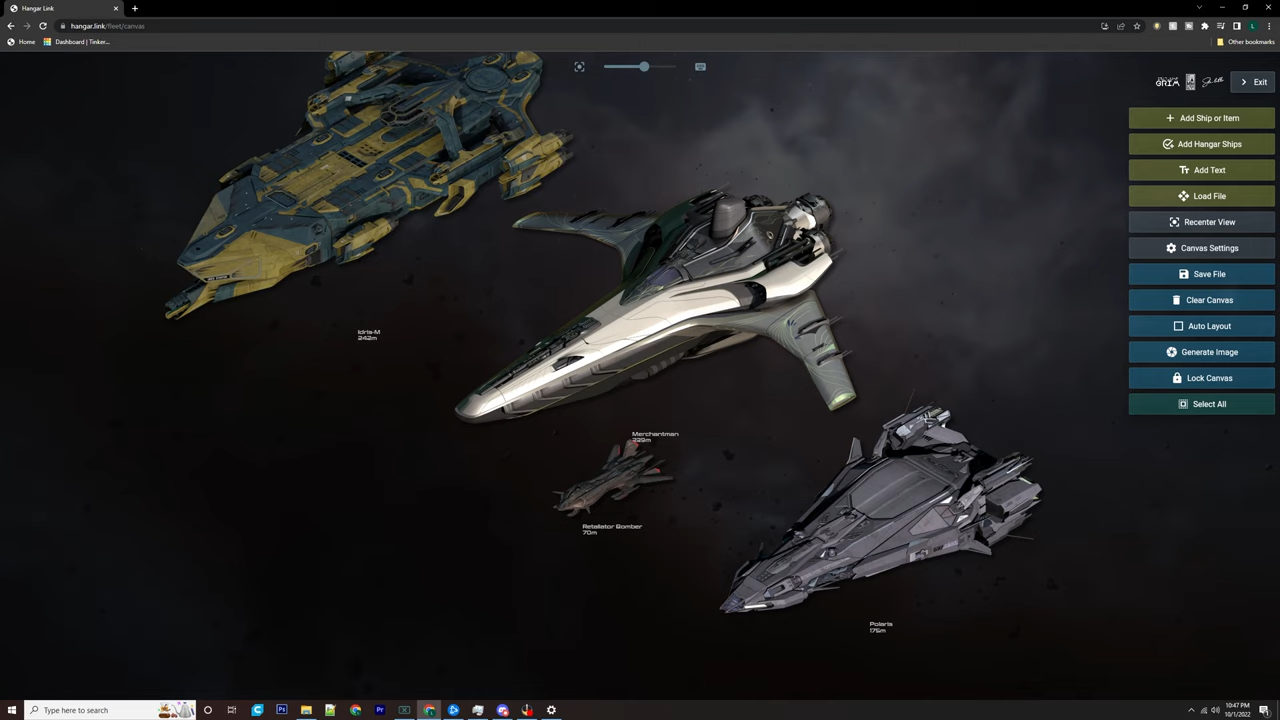 Hangar Link
hangar.link/fleet/canvas
Home
Dashboard | Tinker...
Other bookmarks
GRIM
Exit
Add Ship or Item
Add Hangar Ships
Add Text
Load File
Recenter View
Canvas Settings
Save File
Clear Canvas
Auto Layout
Generate Image
Lock Canvas
Select All
Idris-M
242m
Merchantman
Retaliator Bomber
70m
Polaris
175m
Type here to search
10:47 PM
10/1/2022